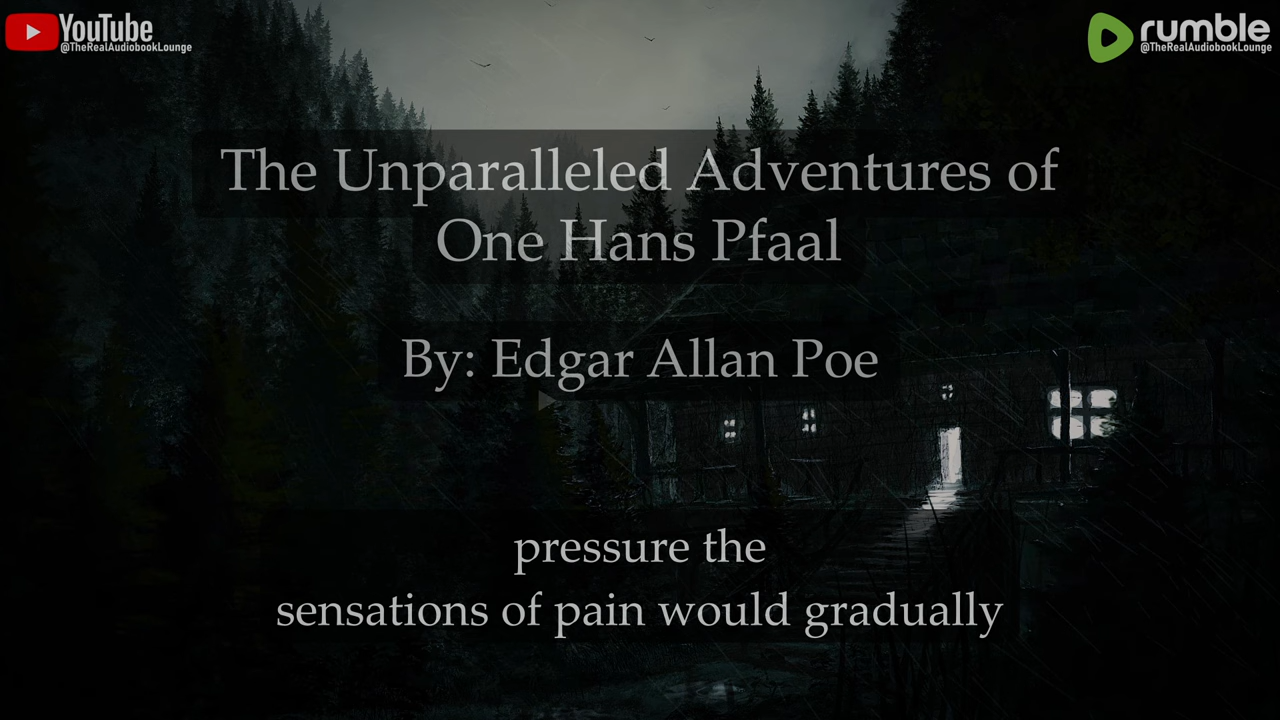 YouTube
@TheRealAudiobookLounge
rumble
@TheRealAudiobookLounge
The Unparalleled Adventures of
One Hans Pfaal
By: Edgar Allan Poe
pressure the
sensations of pain would gradually